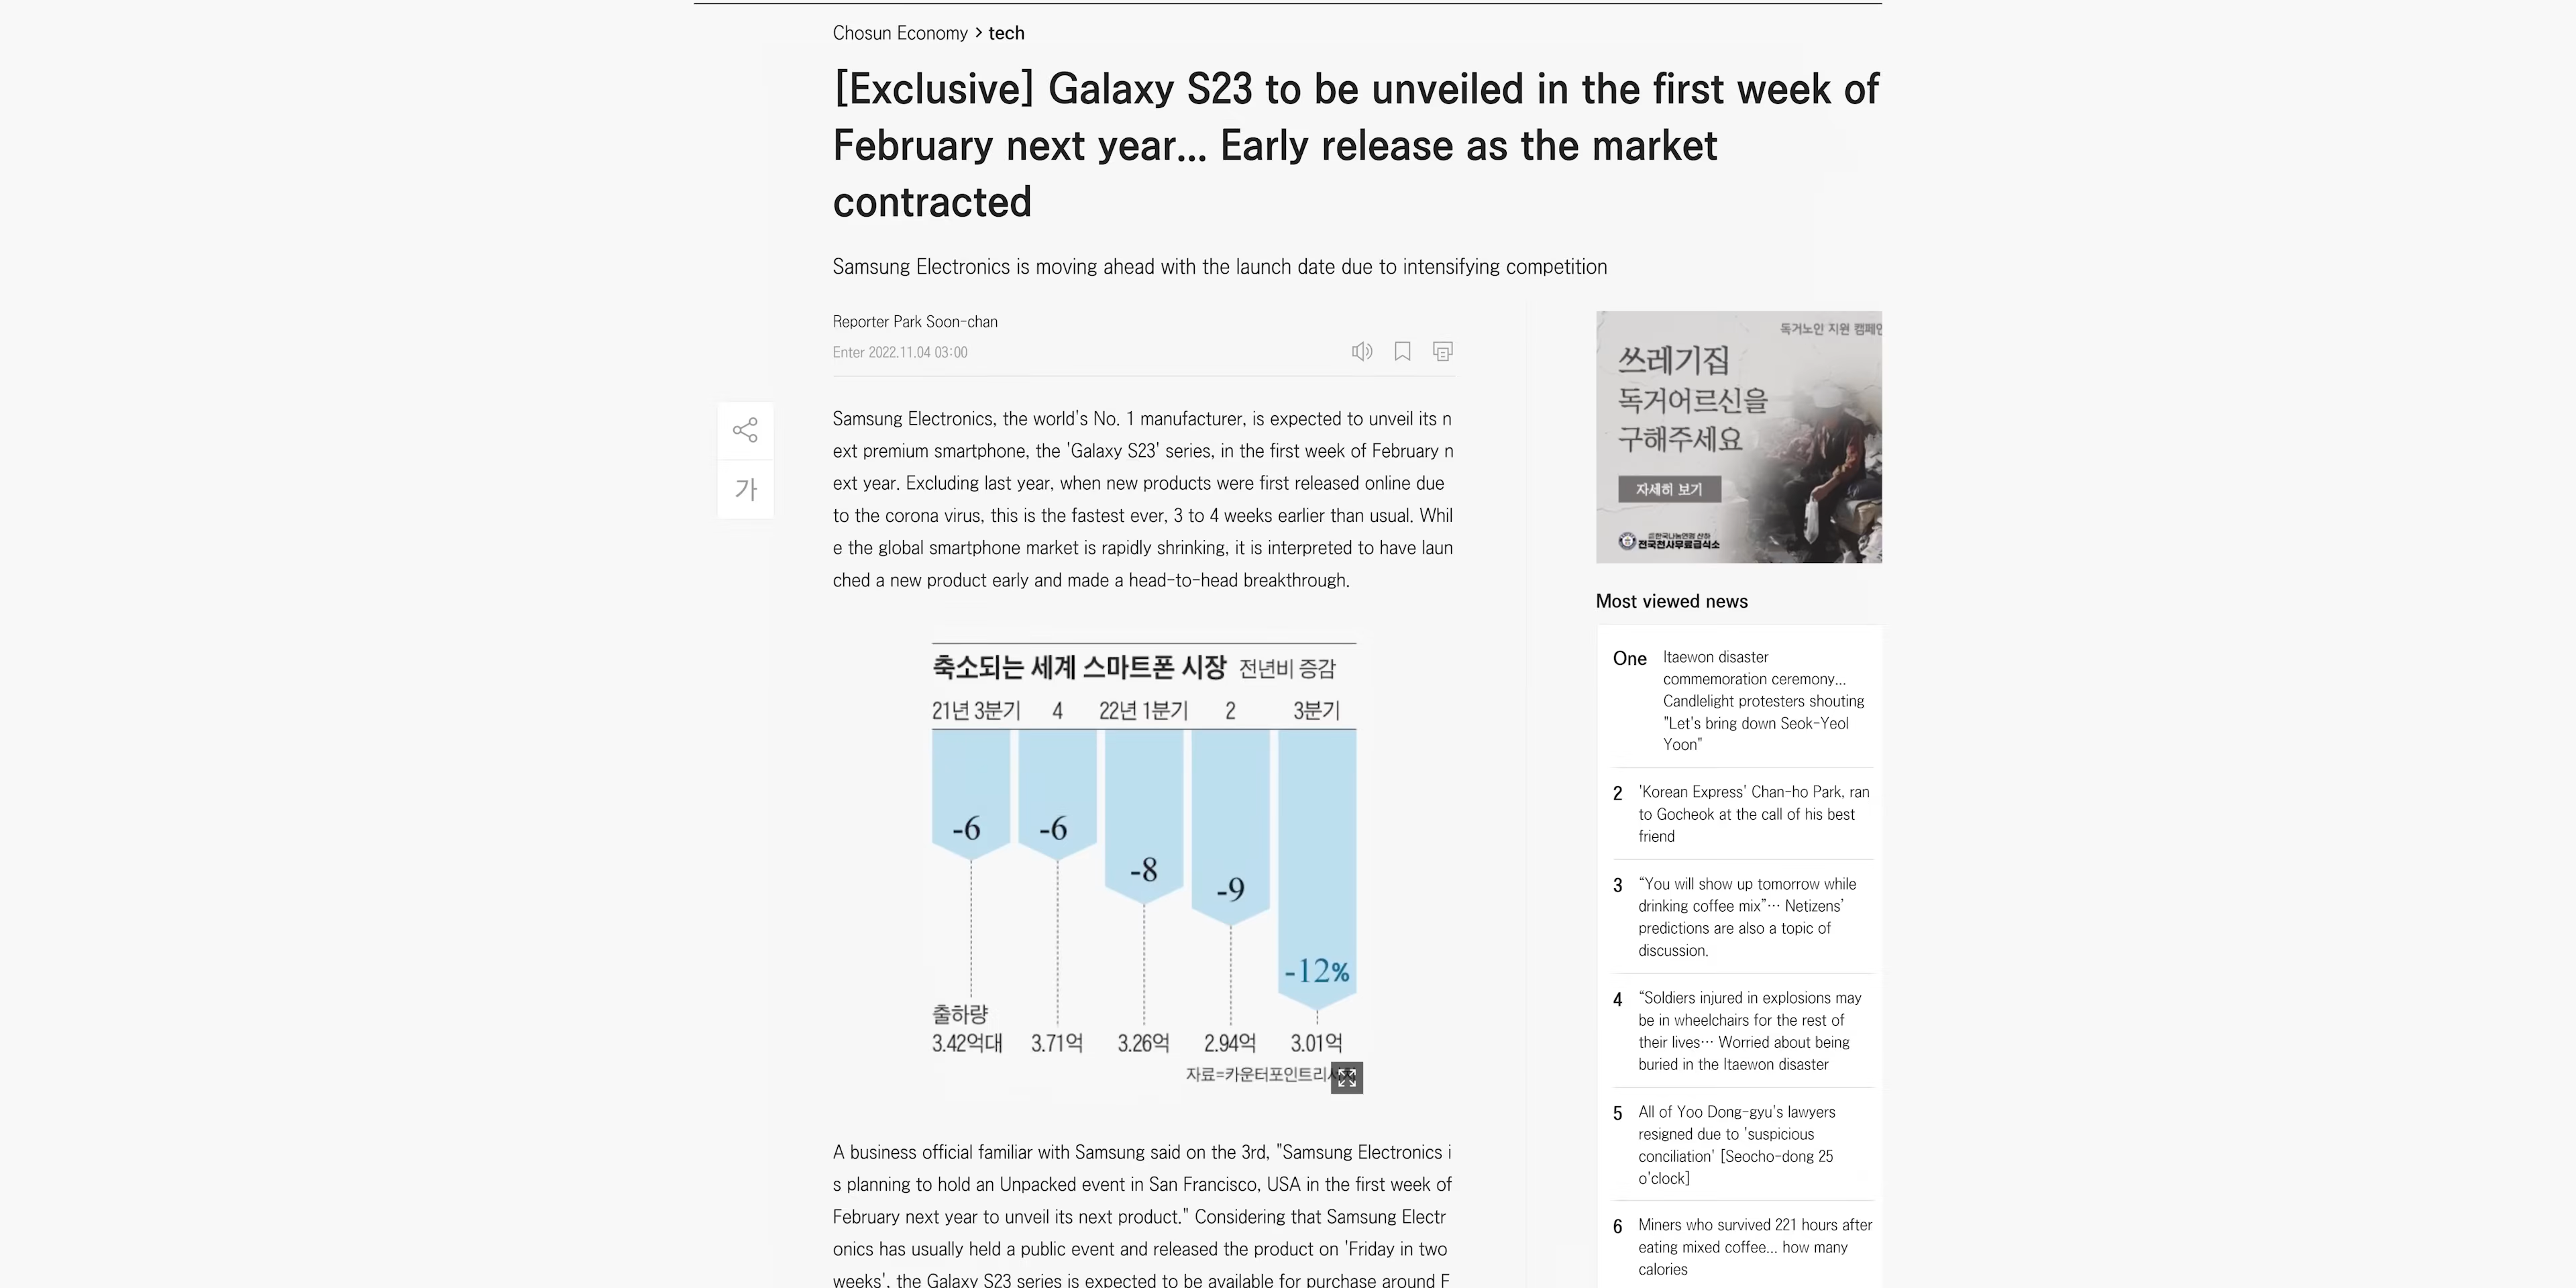 Chosun Economy > tech
[Exclusive] Galaxy S23 to be unveiled in the first week of
February next year... Early release as the market
contracted
Samsung Electronics is moving ahead with the launch date due to intensifying competition
Reporter Park Soon-chan
Enter 2022.11.04 03:00
가
Samsung Electronics, the world's No. 1 manufacturer, is expected to unveil its n
ext premium smartphone, the 'Galaxy S23' series, in the first week of February n
ext year. Excluding last year, when new products were first released online due
to the corona virus, this is the fastest ever, 3 to 4 weeks earlier than usual. Whil
e the global smartphone market is rapidly shrinking, it is interpreted to have laun
ched a new product early and made a head-to-head breakthrough.
축소되는 세계 스마트폰 시장 전년비 증감
21년 3분기 4 22년 1분기 2 3분기
-6 -6 -8 -9 -12%
출하량
3.42억대 3.71억 3.26억 2.94억 3.01억
자료=카운터포인트리
A business official familiar with Samsung said on the 3rd, "Samsung Electronics i
s planning to hold an Unpacked event in San Francisco, USA in the first week of
February next year to unveil its next product." Considering that Samsung Electr
onics has usually held a public event and released the product on 'Friday in two
weeks', the Galaxy S23 series is expected to be available for purchase around F
독거노인 지원 캠페인
쓰레기집
독거어르신을
구해주세요
자세히 보기
전국천사무료급식소
Most viewed news
One Itaewon disaster
commemoration ceremony...
Candlelight protesters shouting
"Let's bring down Seok-Yeol
Yoon"
2 'Korean Express' Chan-ho Park, ran
to Gocheok at the call of his best
friend
3 “You will show up tomorrow while
drinking coffee mix”… Netizens’
predictions are also a topic of
discussion.
4 “Soldiers injured in explosions may
be in wheelchairs for the rest of
their lives… Worried about being
buried in the Itaewon disaster
5 All of Yoo Dong-gyu's lawyers
resigned due to 'suspicious
conciliation' [Seocho-dong 25
o'clock]
6 Miners who survived 221 hours after
eating mixed coffee... how many
calories